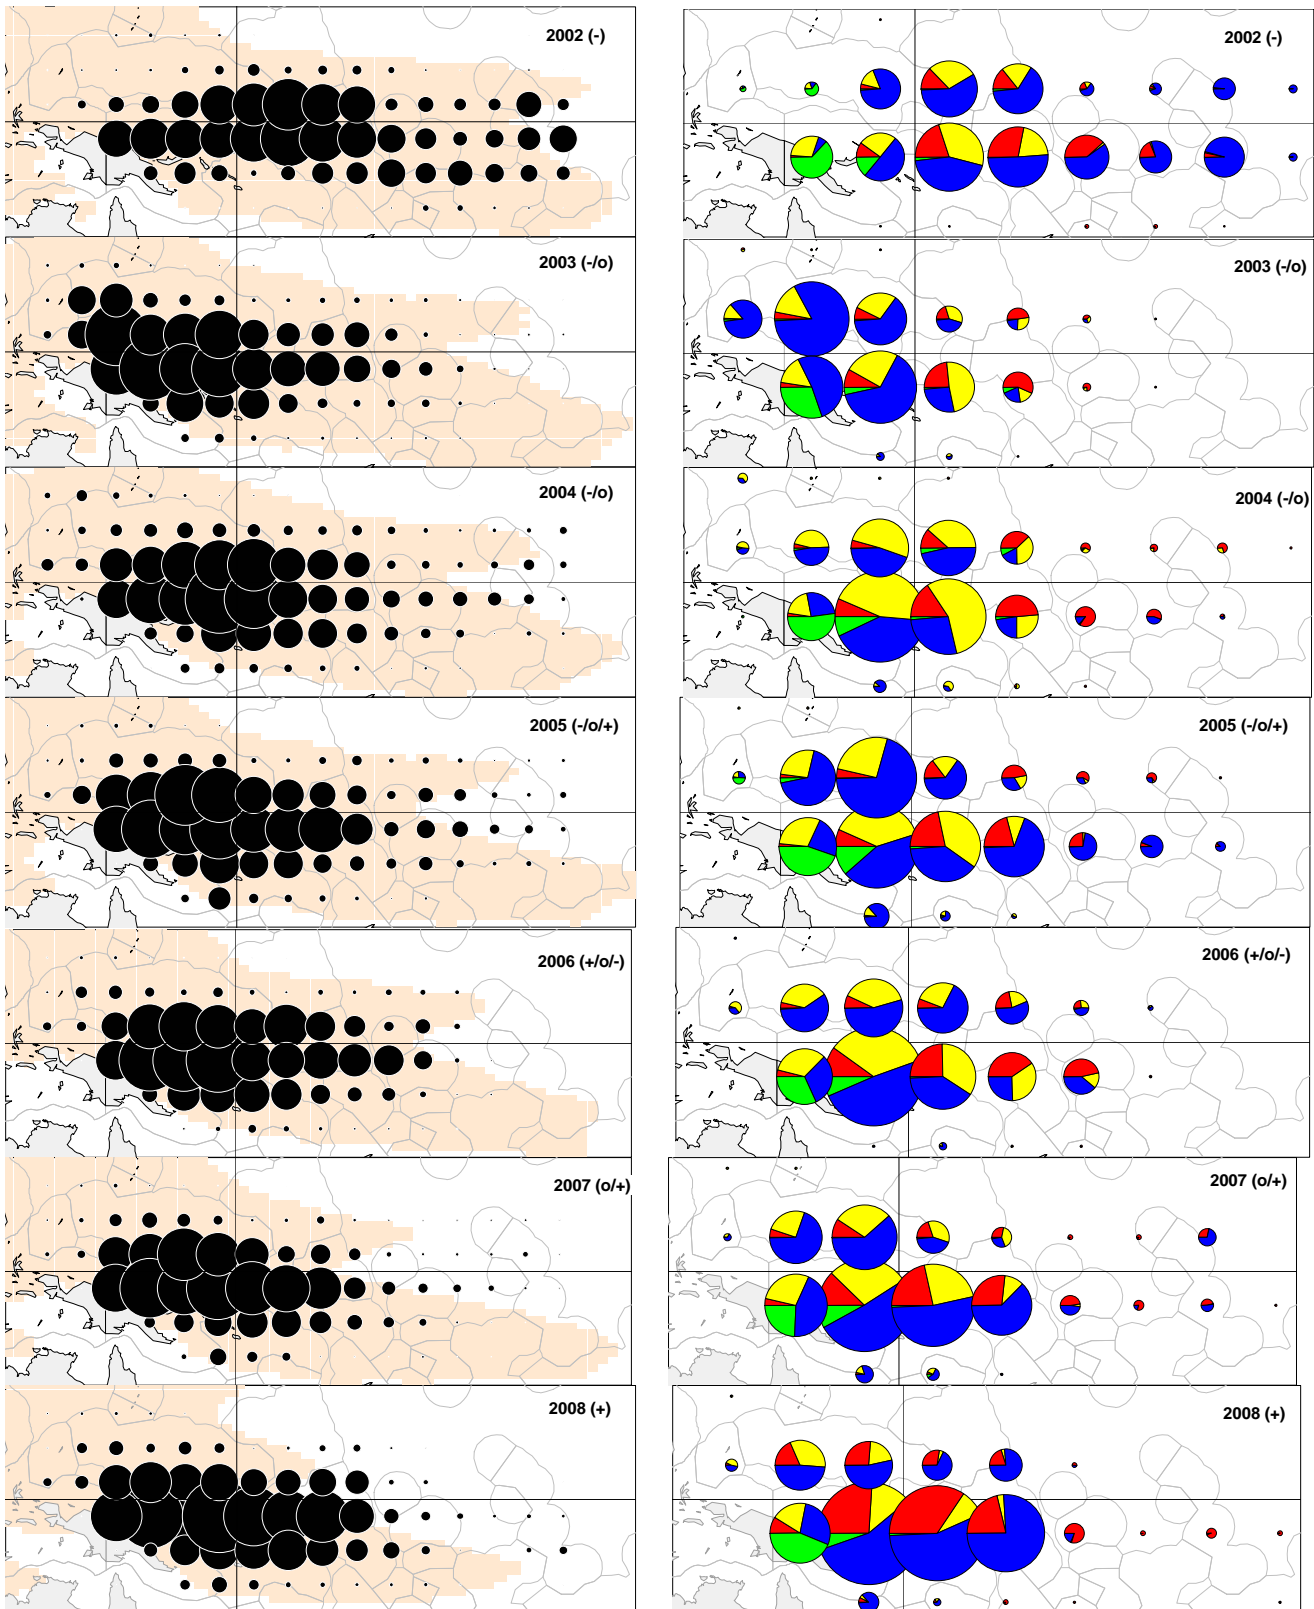 2002 (-)
2002 (-)
2003 (-/o)
2003 (-/o)
2004 (-/o)
2004 (-/o)
2005 (-/o/+)
2005 (-/o/+)
2006 (+/o/-)
2006 (+/o/-)
2007 (o/+)
2007 (o/+)
2008 (+)
2008 (+)